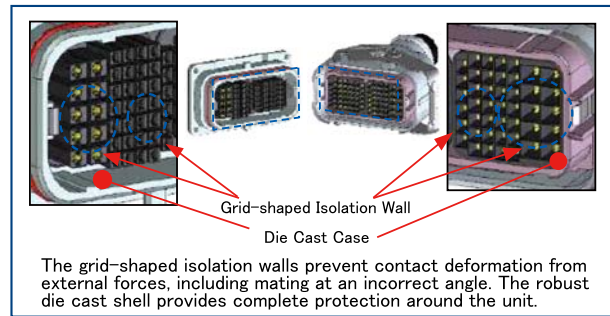 Grid-shaped Isolation Wall
Die Cast Case
The grid-shaped isolation walls prevent contact deformation from
external forces, including mating at an incorrect angle. The robust
die cast shell provides complete protection around the unit.